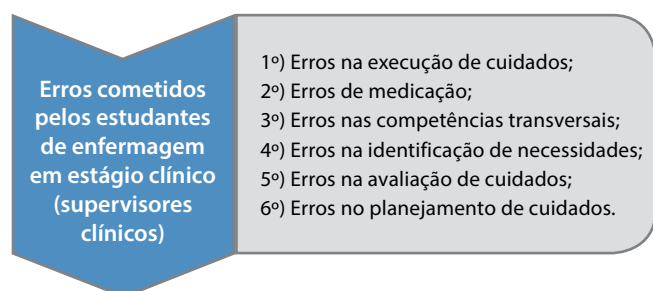 Erros cometidos
pelos estudantes
de enfermagem
em estágio clínico
(supervisores
clínicos)
1º) Erros na execução de cuidados;
2º) Erros de medicação;
3º) Erros nas competências transversais;
4º) Erros na identificação de necessidades;
5º) Erros na avaliação de cuidados;
6º) Erros no planejamento de cuidados.